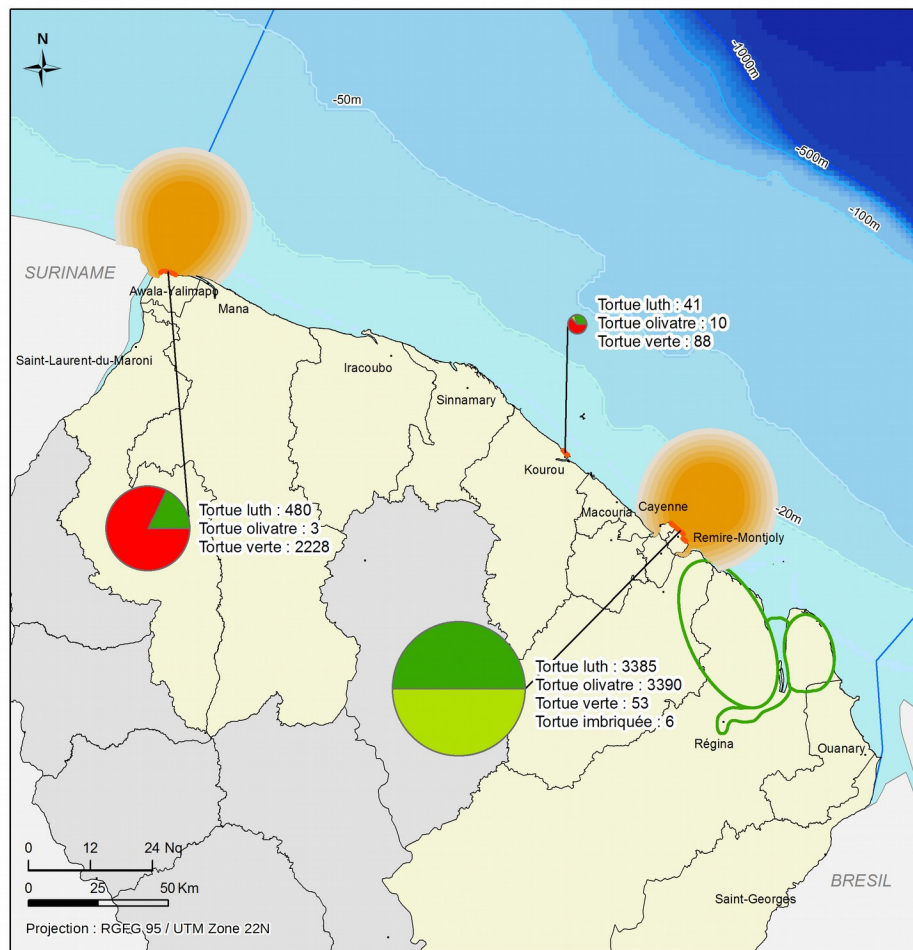 N
-1000m
-50m
-500m
-100m
SURINAME
Awala-Yalimapo
Mana
Tortue luth : 41
Tortue olivatre : 10
Tortue verte : 88
Saint-Laurent-du-Maroni
Iracoubo
Sinnamary
Kourou
Tortue luth : 480
Tortue olivatre : 3
Tortue verte : 2228
Macouria
Cayenne
-20m
Remire-Montjoly
Tortue luth : 3385
Tortue olivatre : 3390
Tortue verte : 53
Tortue imbriquée : 6
Régina
Ouanary
0 12 24 Nq
0 25 50 Km
BRESIL
Saint-Georges
Projection : RGFG 95 / UTM Zone 22N